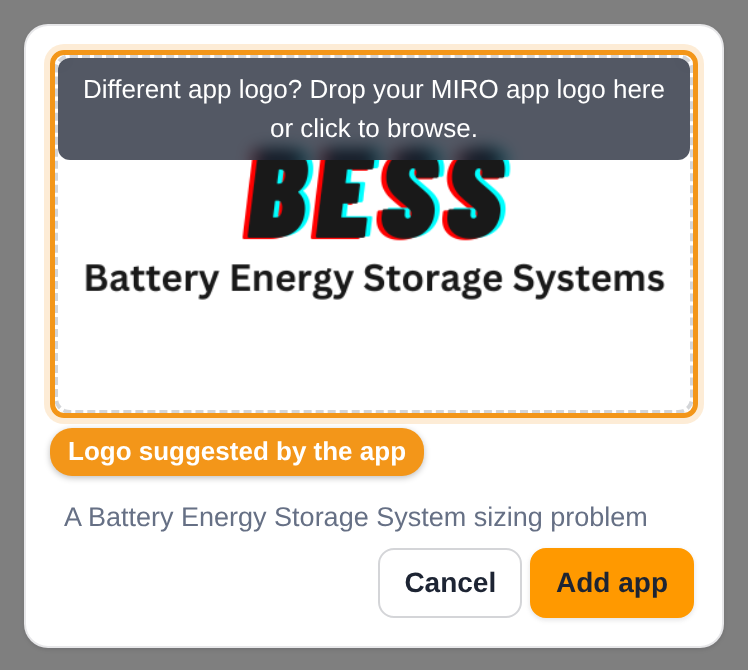 Different app logo? Drop your MIRO app logo here
or click to browse.
BESS
Battery Energy Storage Systems
Logo suggested by the app
A Battery Energy Storage System sizing problem
Cancel
Add app